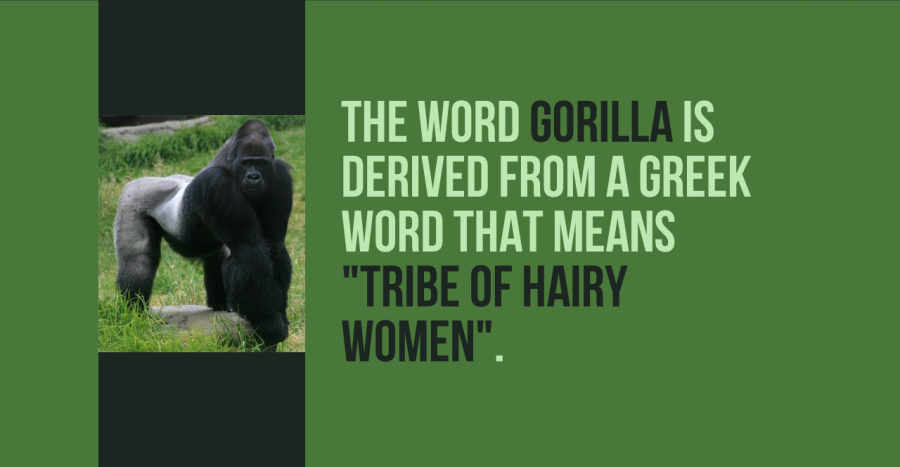 THE WORD GORILLA IS
DERIVED FROM A GREEK
WORD THAT MEANS
"TRIBE OF HAIRY
WOMEN".